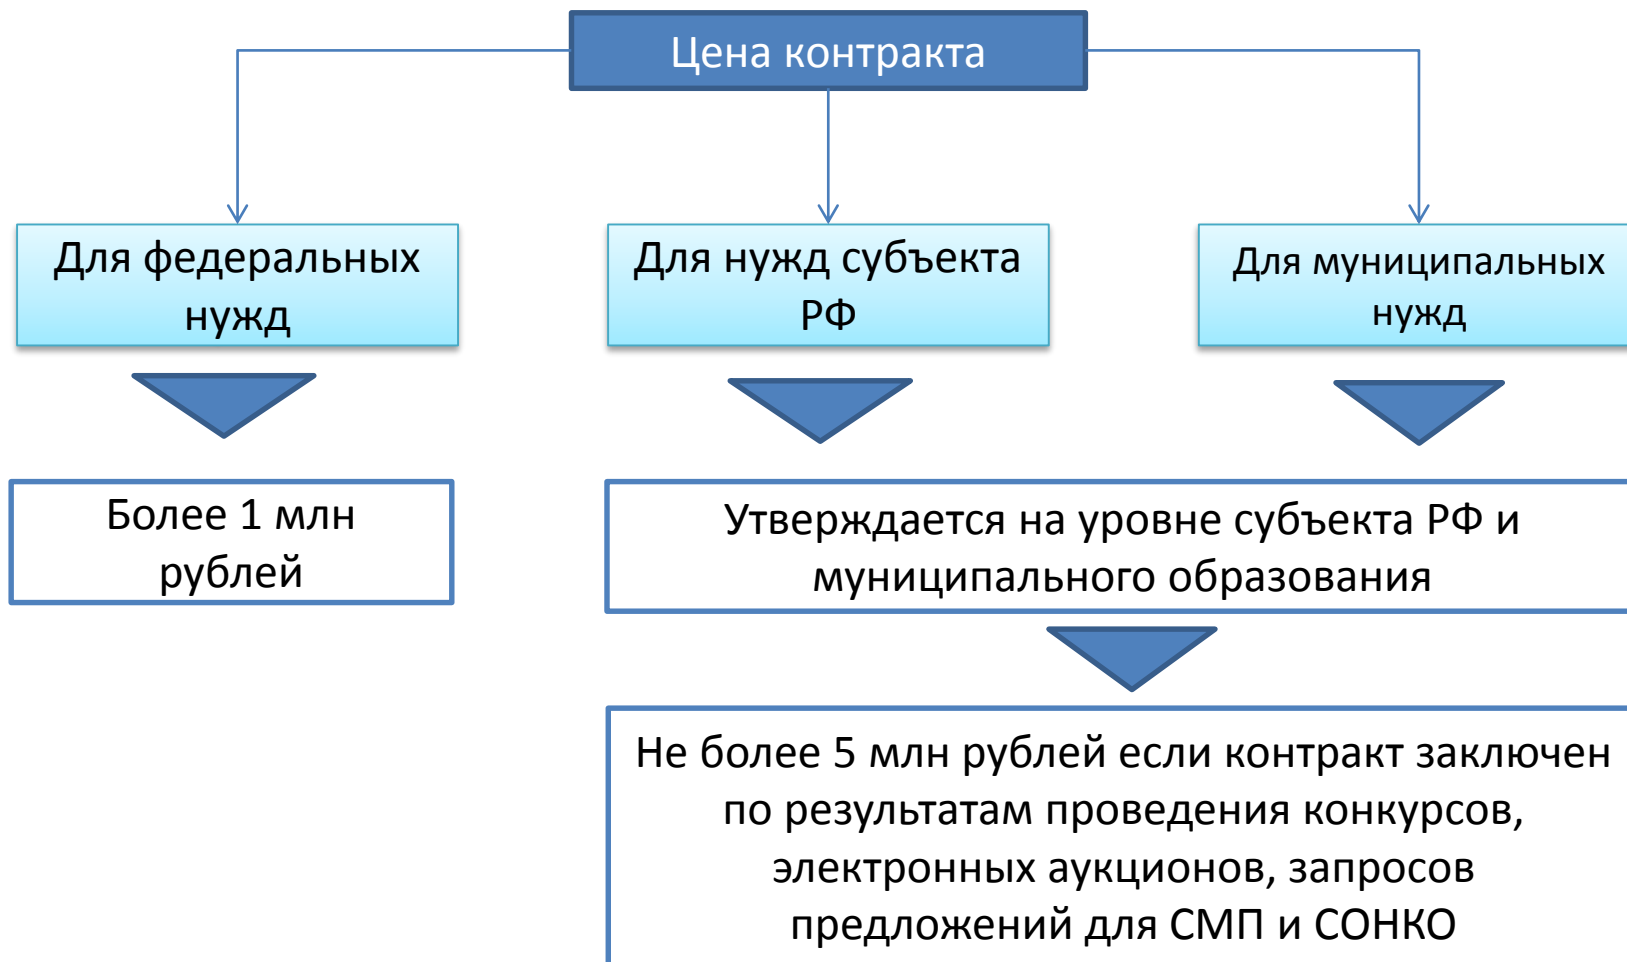 Цена контракта
Для федеральных
нужд
Для нужд субъекта
РФ
Для муниципальных
нужд
Более 1 млн
рублей
Утверждается на уровне субъекта РФ и
муниципального образования
Не более 5 млн рублей если контракт заключен
по результатам проведения конкурсов,
электронных аукционов, запросов
предложений для СМП и СОНКО